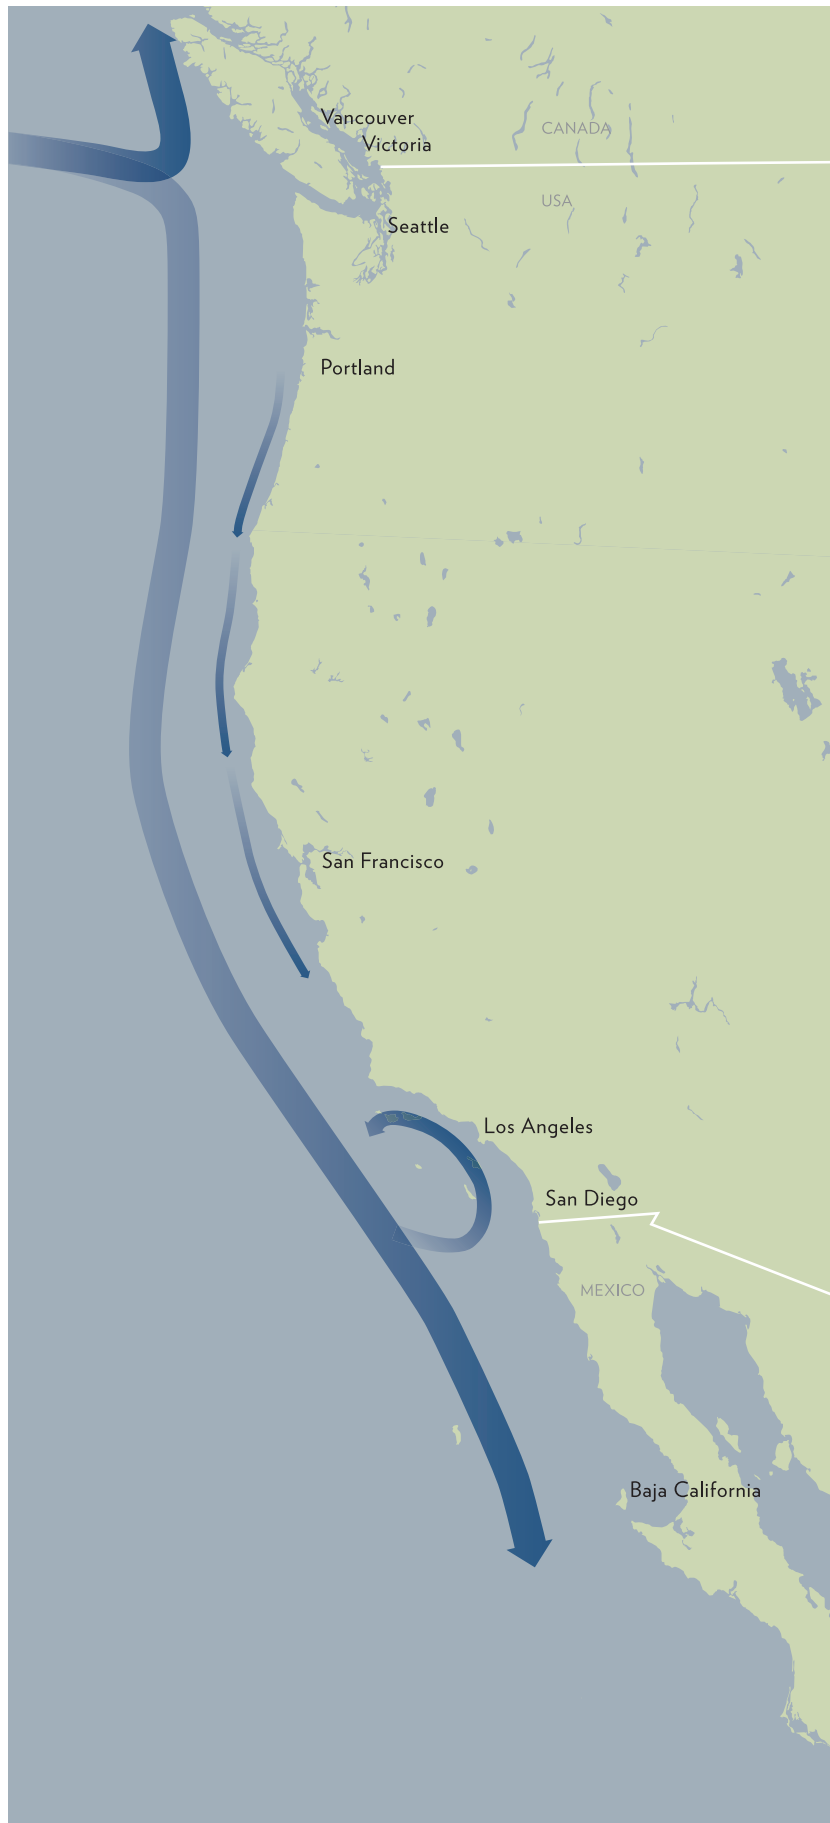 Vancouver
CANADA
Victoria
USA
Seattle
Portland
San Francisco
Los Angeles
San Diego
MEXICO
Baja California